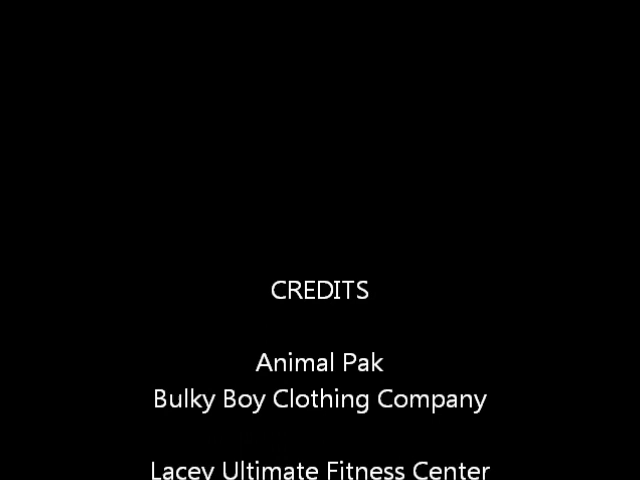 CREDITS
Animal Pak
Bulky Boy Clothing Company
Lacey Ultimate Fitness Center